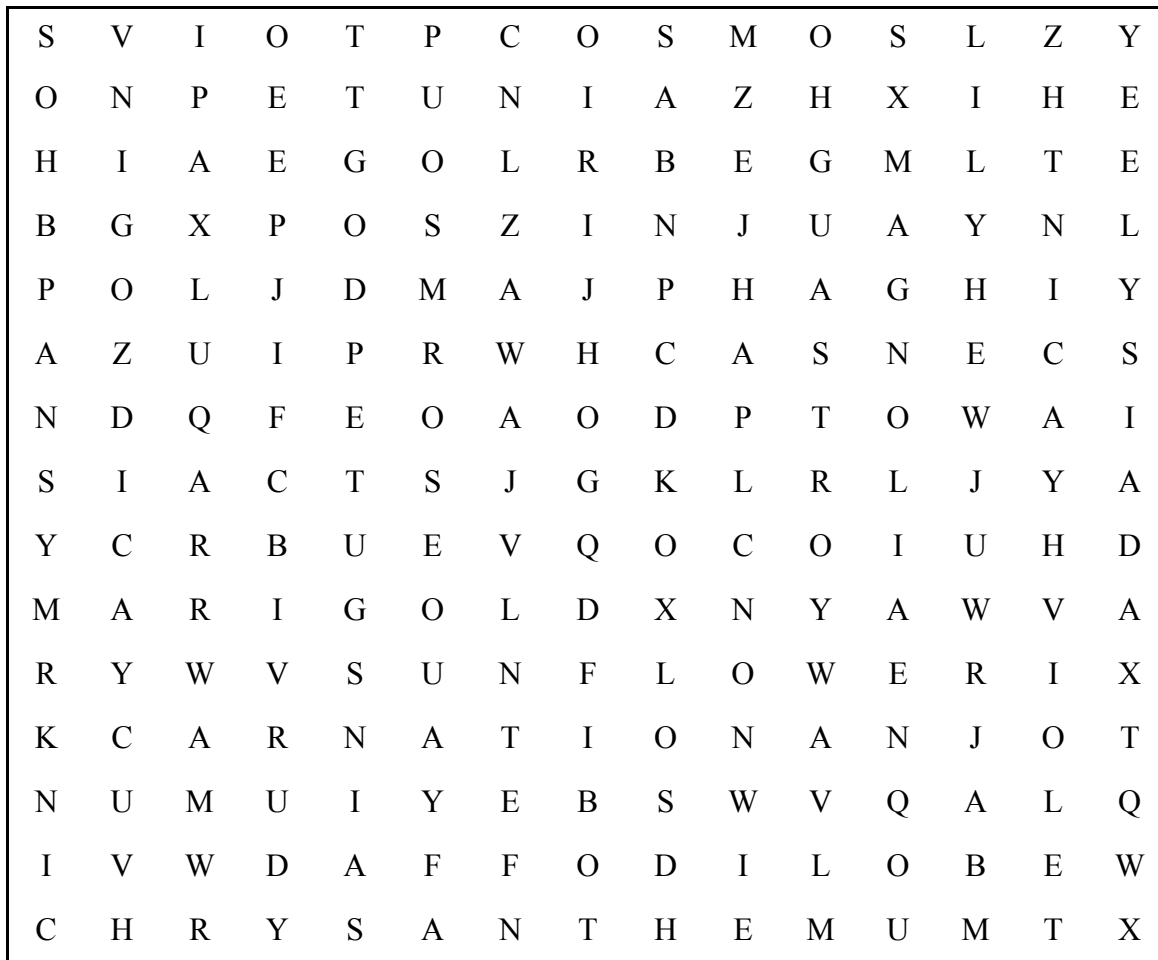 S V I O T P C O S M O S L Z Y
O N P E T U N I A Z H X I H E
H I A E G O L R B E G M L T E
B G X P O S Z I N J U A Y N L
P O L J D M A J P H A G H I Y
A Z U I P R W H C A S N E C S
N D Q F E O A O D P T O W A I
S I A C T S J G K L R L J Y A
Y C R B U E V Q O C O I U H D
M A R I G O L D X N Y A W V A
R Y W V S U N F L O W E R I X
K C A R N A T I O N A N J O T
N U M U I Y E B S W V Q A L Q
I V W D A F F O D I L O B E W
C H R Y S A N T H E M U M T X